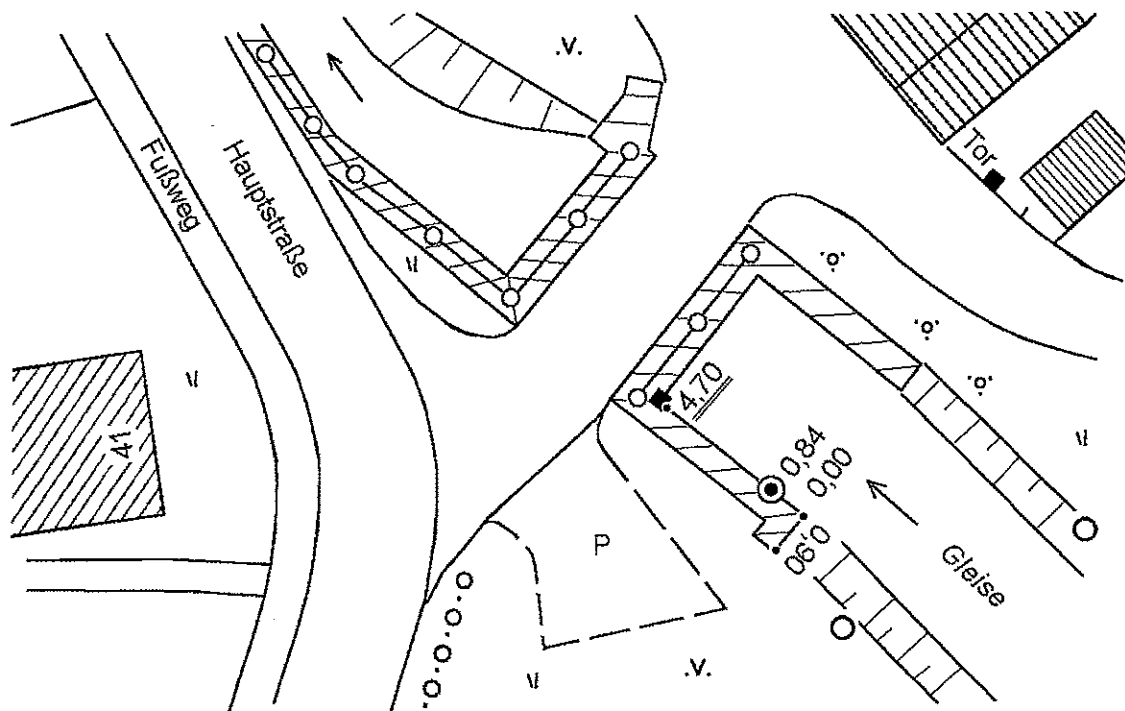 .V.
Tor
Fußweg
Hauptstraße
4,70
41
0,84
0,00
P
0,90
Gleise
.V.